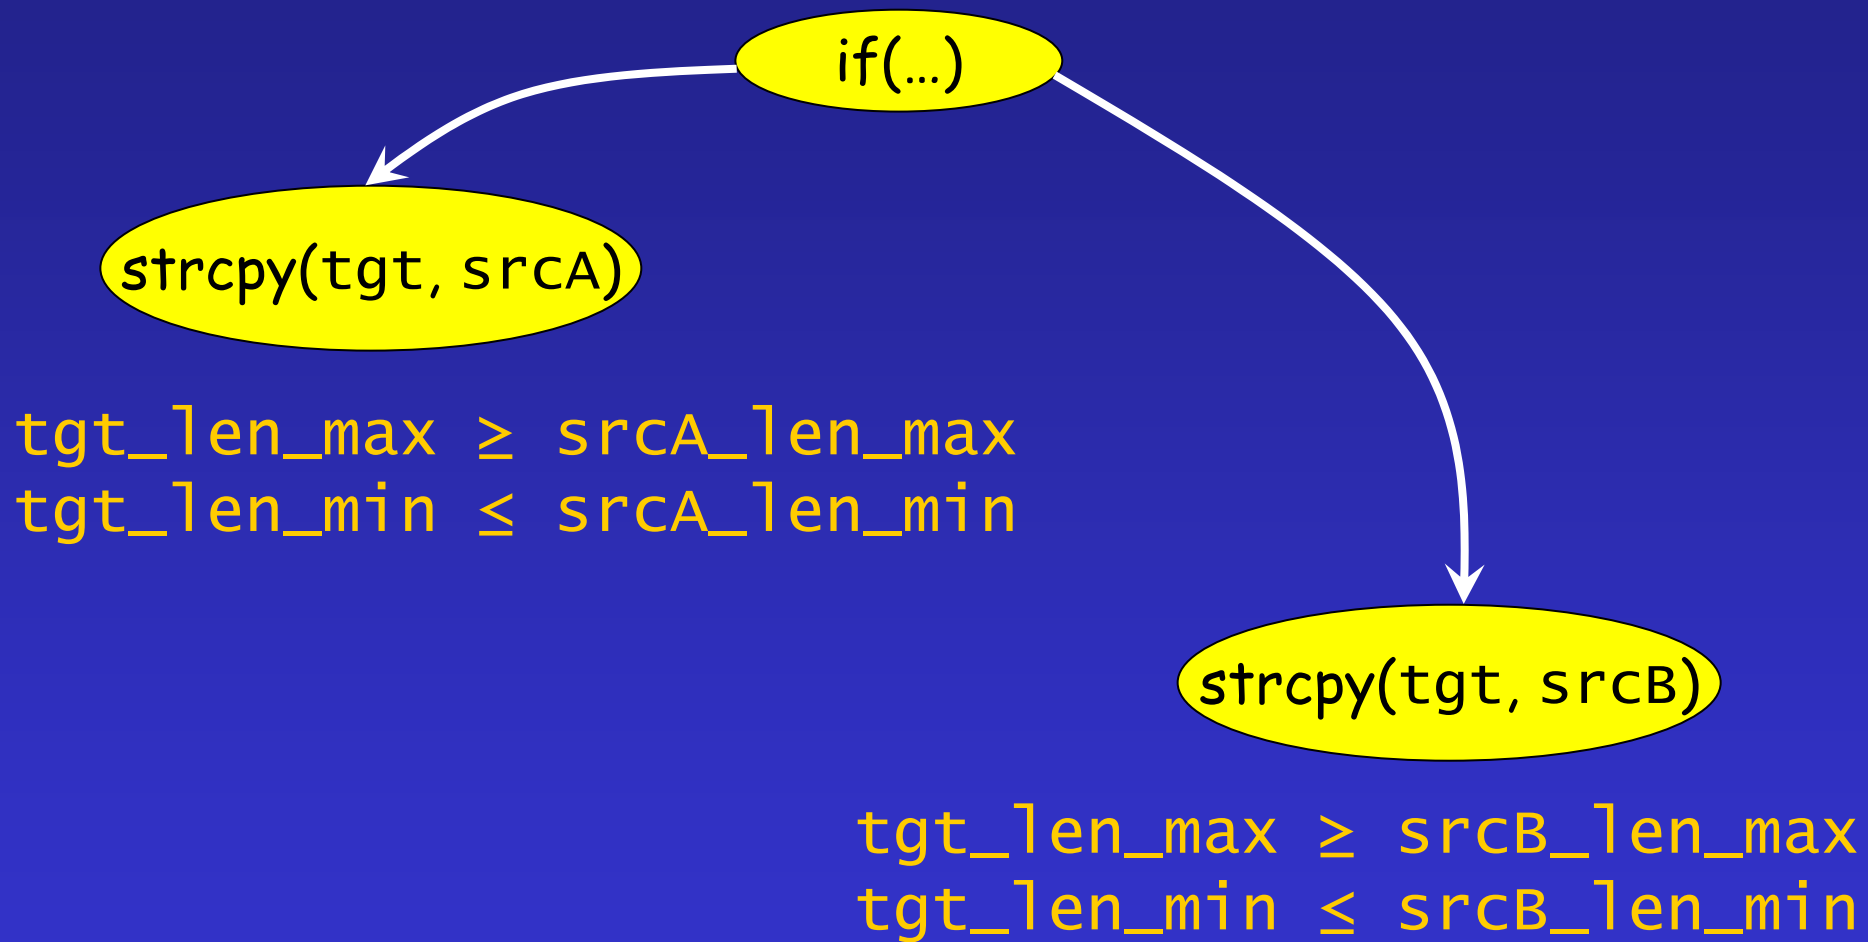 if(...)
strcpy(tgt, srcA)
tgt_len_max ≥ srcA_len_max
tgt_len_min ≤ srcA_len_min
strcpy(tgt, srcB)
tgt_len_max ≥ srcB_len_max
tgt_len_min ≤ srcB_len_min